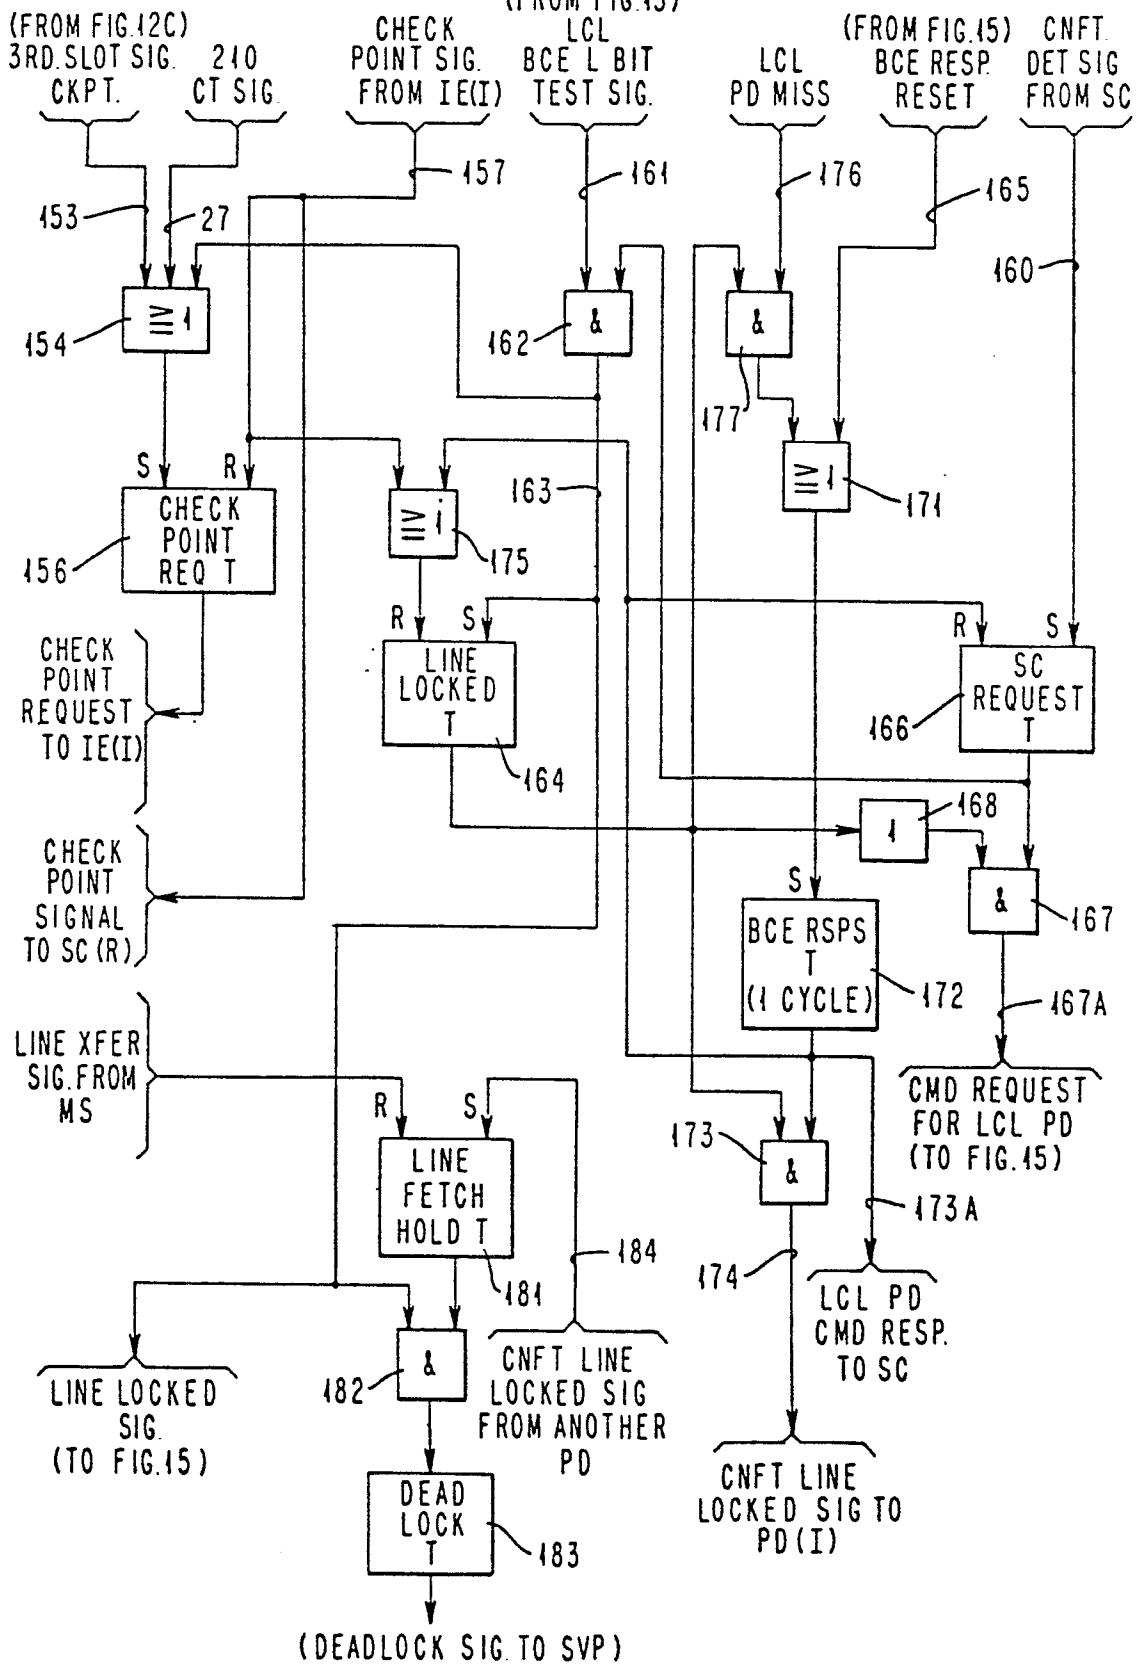 (FROM FIG.12C)
3RD.SLOT SIG.
CKPT.
210
CT SIG.
CHECK
POINT SIG.
FROM IE(I)
LCL
BCE L BIT
TEST SIG.
LCL
PD MISS
(FROM FIG.15)
BCE RESP.
RESET
CNFT.
DET SIG
FROM SC
153
27
157
161
176
165
160
≥ 1
154
&
162
&
177
≥ 1
171
S
R
CHECK
POINT
REQ T
156
≥ 1
175
163
R
S
LINE
LOCKED
T
164
R
S
SC
REQUEST
T
166
CHECK
POINT
REQUEST
TO IE(I)
1
168
CHECK
POINT
SIGNAL
TO SC(R)
S
BCE RSPS
T
(1 CYCLE)
172
&
167
167A
LINE XFER
SIG.FROM
MS
CMD REQUEST
FOR LCL PD
(TO FIG.15)
R
S
LINE
FETCH
HOLD T
181
173
&
173A
184
174
LCL PD
CMD RESP.
TO SC
&
182
LINE LOCKED
SIG.
(TO FIG.15)
CNFT LINE
LOCKED SIG
FROM ANOTHER
PD
CNFT LINE
LOCKED SIG TO
PD(I)
DEAD
LOCK
T
183
(DEADLOCK SIG. TO SVP)